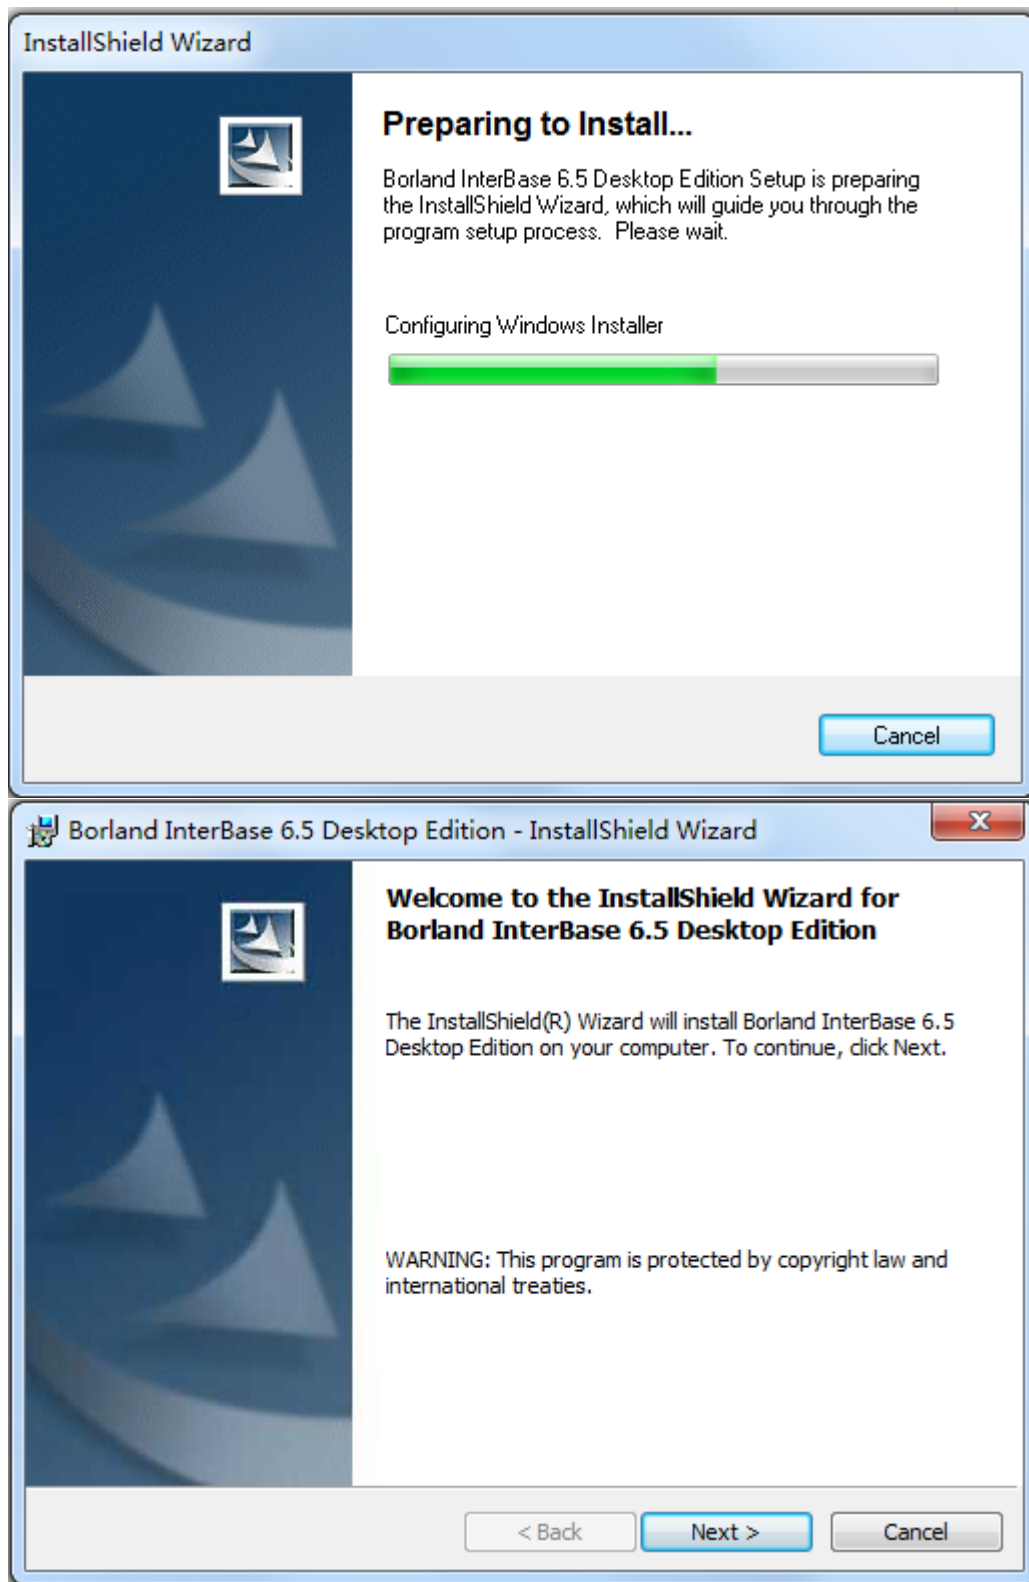 InstallShield Wizard
Preparing to Install...
Borland InterBase 6.5 Desktop Edition Setup is preparing
the InstallShield Wizard, which will guide you through the
program setup process.  Please wait.
Configuring Windows Installer
Cancel
Borland InterBase 6.5 Desktop Edition - InstallShield Wizard
Welcome to the InstallShield Wizard for
Borland InterBase 6.5 Desktop Edition
The InstallShield(R) Wizard will install Borland InterBase 6.5
Desktop Edition on your computer. To continue, click Next.
WARNING: This program is protected by copyright law and
international treaties.
< Back Next > Cancel